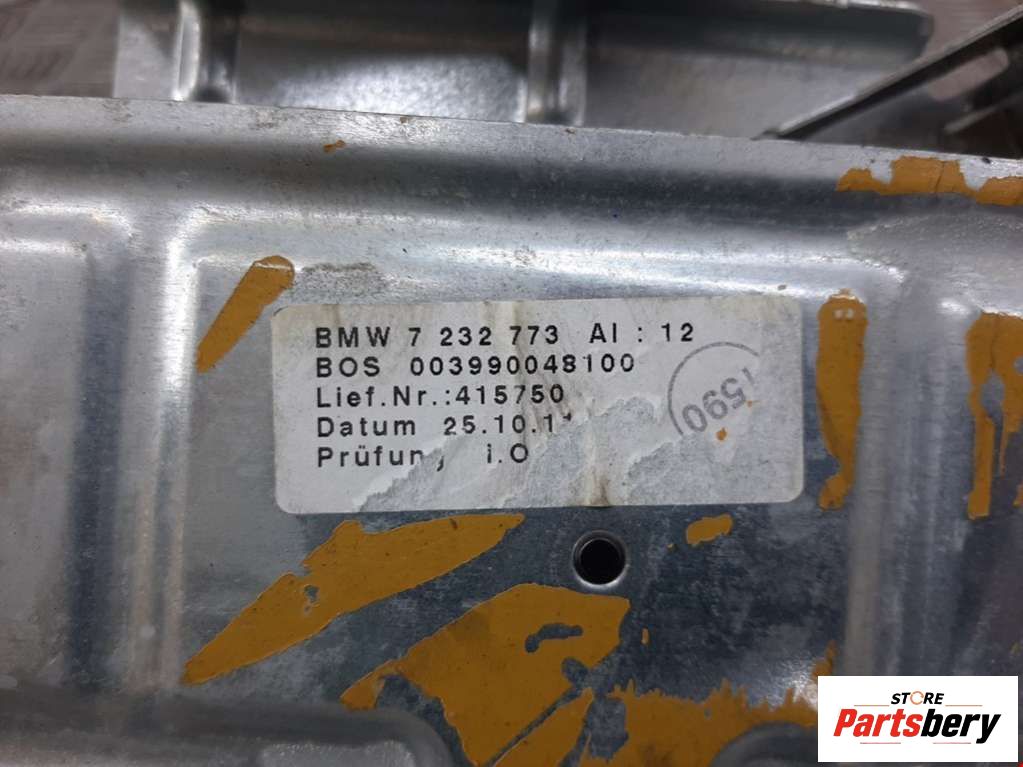 BMW 7 232 773 AI : 12
BOS 003990048100
Lief.Nr.:415750
Datum 25.10.1
Prüfun i.O
1590
STORE
Partsbery